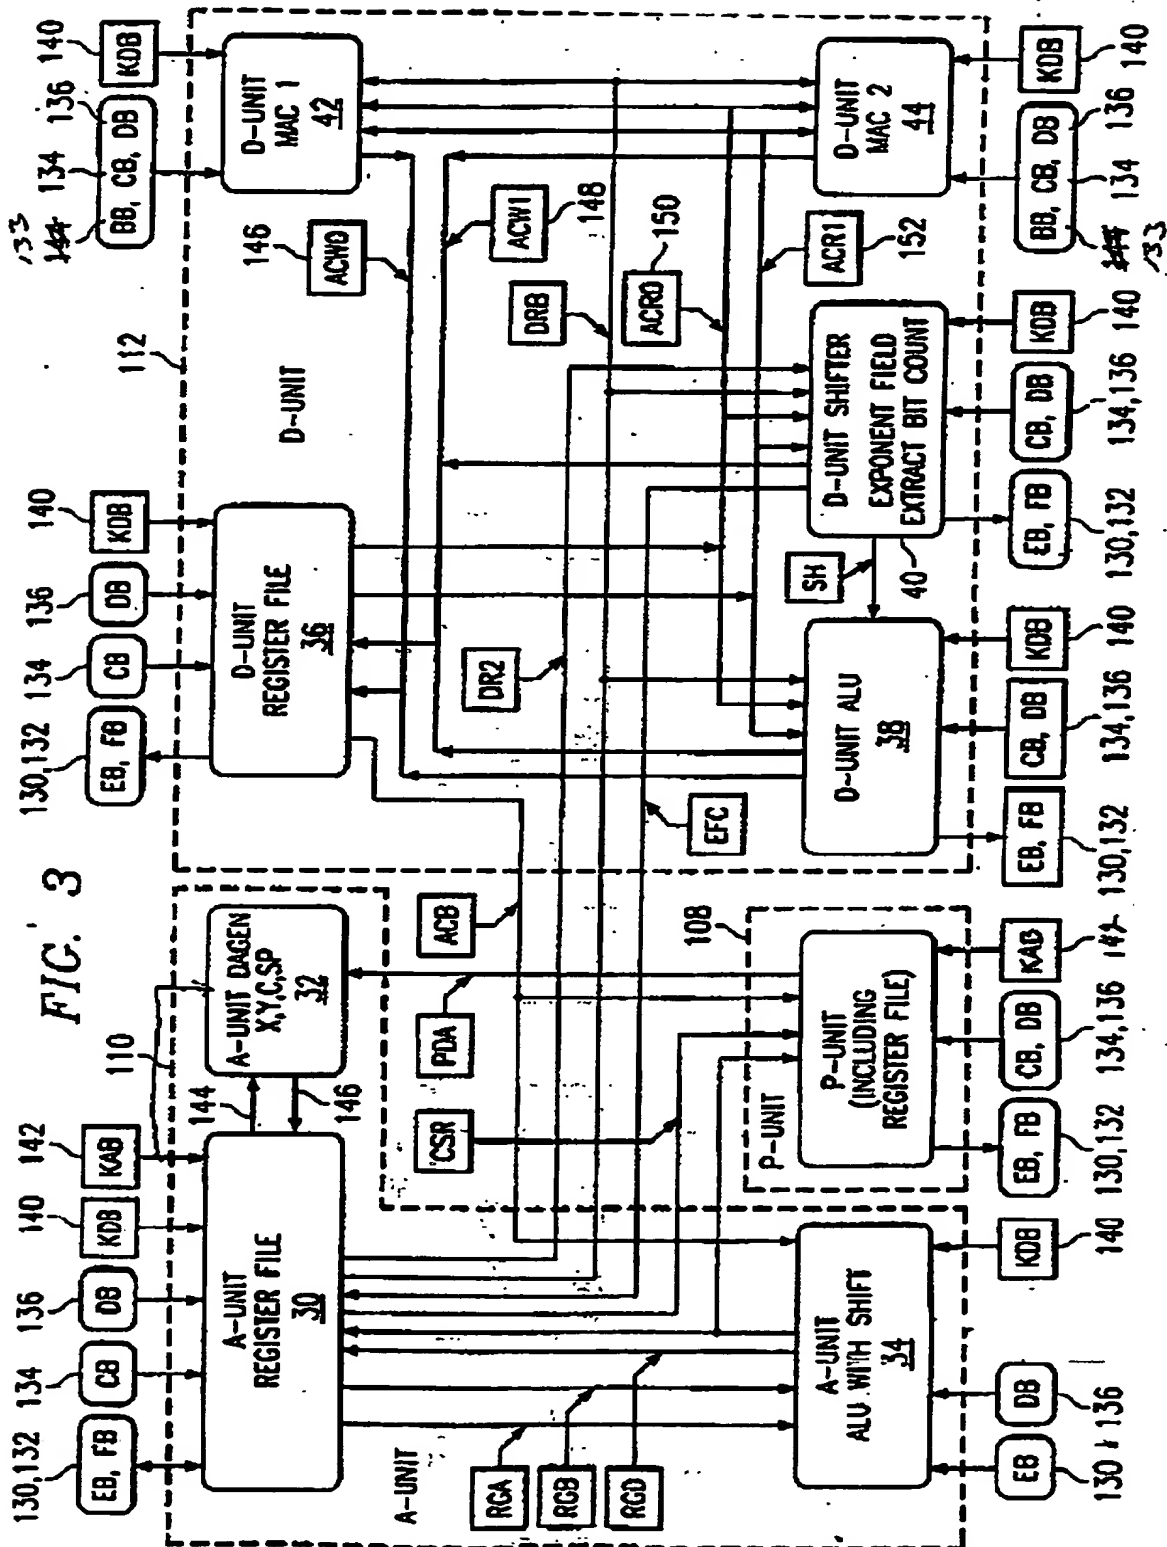 FIG. 3
130,132
134
136
140
142
EB, FB
CB
DB
KDB
KAB
110
A-UNIT
REGISTER FILE
30
144
146
A-UNIT DAGEN
X,Y,C,SP
32
A-UNIT
RGA
RGB
RGD
CSR
PDA
ACB
A-UNIT
ALU WITH SHIFT
34
EB
DB
KDB
130
136
140
108
P-UNIT
P-UNIT
(INCLUDING
REGISTER FILE)
EB, FB
CB, DB
KAB
130,132
134,136
142
130,132
134
136
140
EB, FB
CB
DB
KDB
112
D-UNIT
REGISTER FILE
36
D-UNIT
133
144
134
136
140
BB, CB, DB
KDB
D-UNIT
MAC 1
42
146
ACW0
ACW1
148
DR2
DRB
ACR0
150
EFC
ACR1
152
SH
D-UNIT ALU
38
40
D-UNIT SHIFTER
EXPONENT FIELD
EXTRACT BIT COUNT
D-UNIT
MAC 2
44
EB, FB
CB, DB
KDB
130,132
134,136
140
EB, FB
CB, DB
KDB
130,132
134,136
140
BB, CB, DB
KDB
144
134
136
140
133